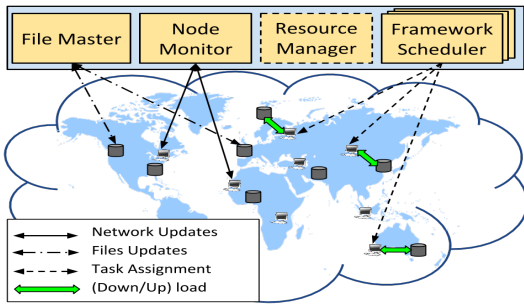 File Master
Node
Monitor
Resource
Manager
Framework
Scheduler
Network Updates
Files Updates
Task Assignment
(Down/Up) load